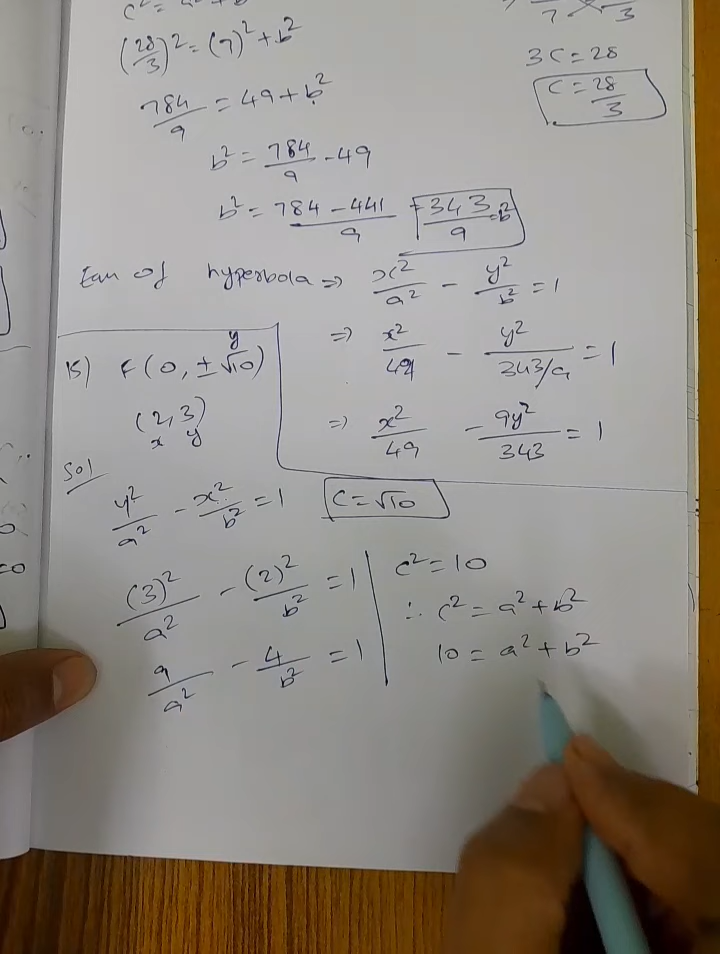 (28/3)² = (7)² + b²
784/9 = 49 + b²
b² = 784/9 - 49
b² = 784 - 441/9 = 343/9 = b²
3C = 28
C = 28/3
Eqn of hyperbola => x²/a² - y²/b² = 1
=> x²/49 - y²/343/9 = 1
=> x²/49 - 9y²/343 = 1
15) F(0, ±√10)
y
(2, 3)
x y
Sol
y²/a² - x²/b² = 1
C = √10
(3)²/a² - (2)²/b² = 1
9/a² - 4/b² = 1
c² = 10
∴ c² = a² + b²
10 = a² + b²